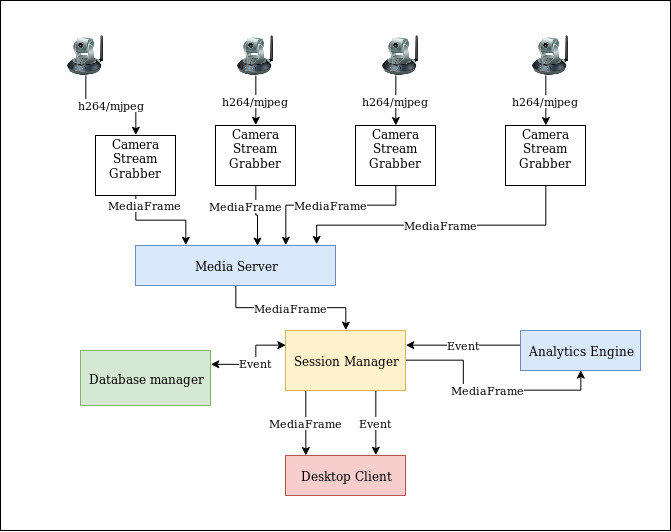 h264/mjpeg
h264/mjpeg
h264/mjpeg
h264/mjpeg
Camera
Stream
Grabber
Camera
Stream
Grabber
Camera
Stream
Grabber
Camera
Stream
Grabber
MediaFrame
MediaFrame
MediaFrame
MediaFrame
Media Server
MediaFrame
Database manager
Event
Session Manager
Event
MediaFrame
Analytics Engine
MediaFrame
Event
Desktop Client